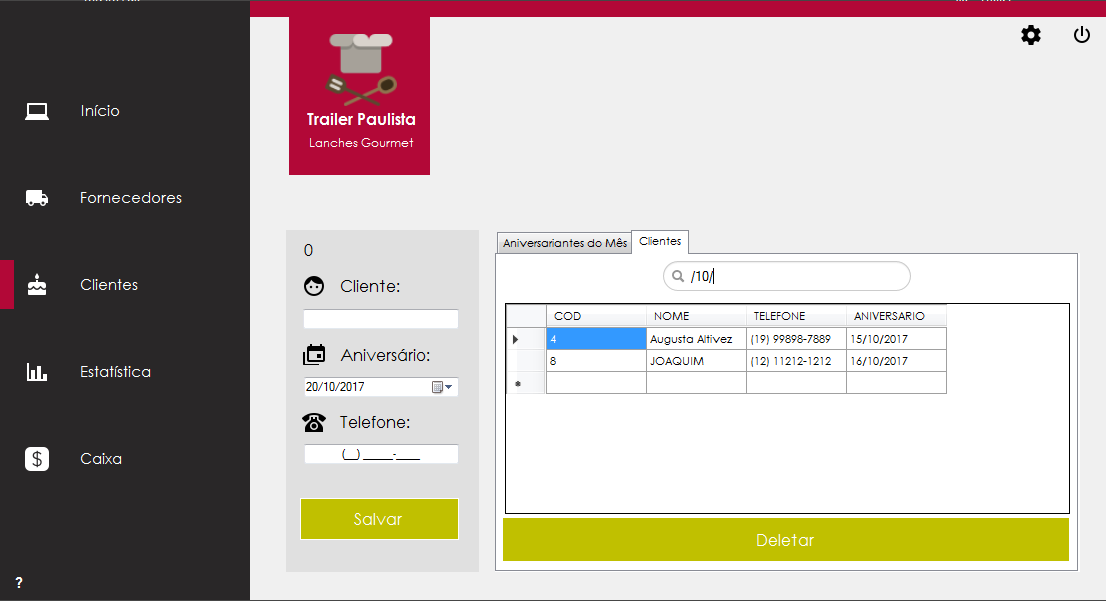 Trailer Paulista
Lanches Gourmet
Início
Fornecedores
Clientes
Estatística
$ Caixa
?
0
Cliente:
Aniversário:
20/10/2017
Telefone:
(__) _____-____
Salvar
Aniversariantes do Mês Clientes
/10/
COD NOME TELEFONE ANIVERSARIO
4 Augusta Altivez (19) 99898-7889 15/10/2017
8 JOAQUIM (12) 11212-1212 16/10/2017
Deletar